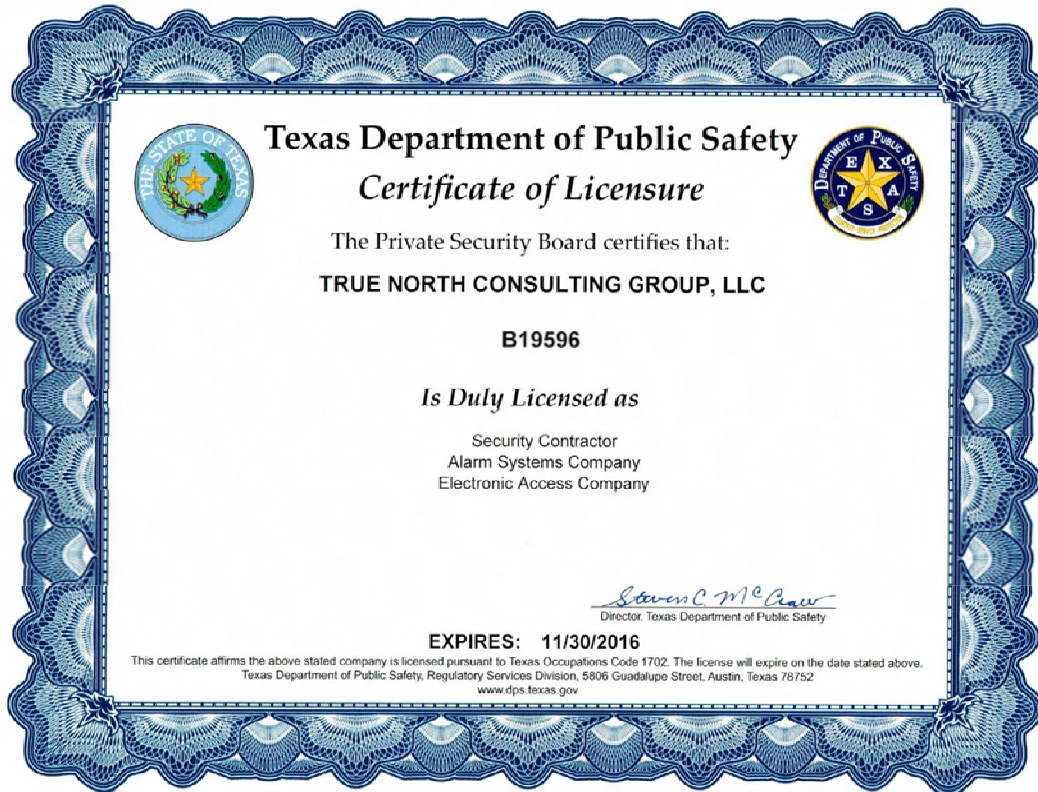 THE STATE OF TEXAS
Texas Department of Public Safety
DEPARTMENT OF PUBLIC SAFETY
TEXAS
Certificate of Licensure
The Private Security Board certifies that:
TRUE NORTH CONSULTING GROUP, LLC
B19596
Is Duly Licensed as
Security Contractor
Alarm Systems Company
Electronic Access Company
Steven C. McCraw
Director, Texas Department of Public Safety
EXPIRES: 11/30/2016
This certificate affirms the above stated company is licensed pursuant to Texas Occupations Code 1702. The license will expire on the date stated above.
Texas Department of Public Safety, Regulatory Services Division, 5806 Guadalupe Street, Austin, Texas 78752
www.dps.texas.gov